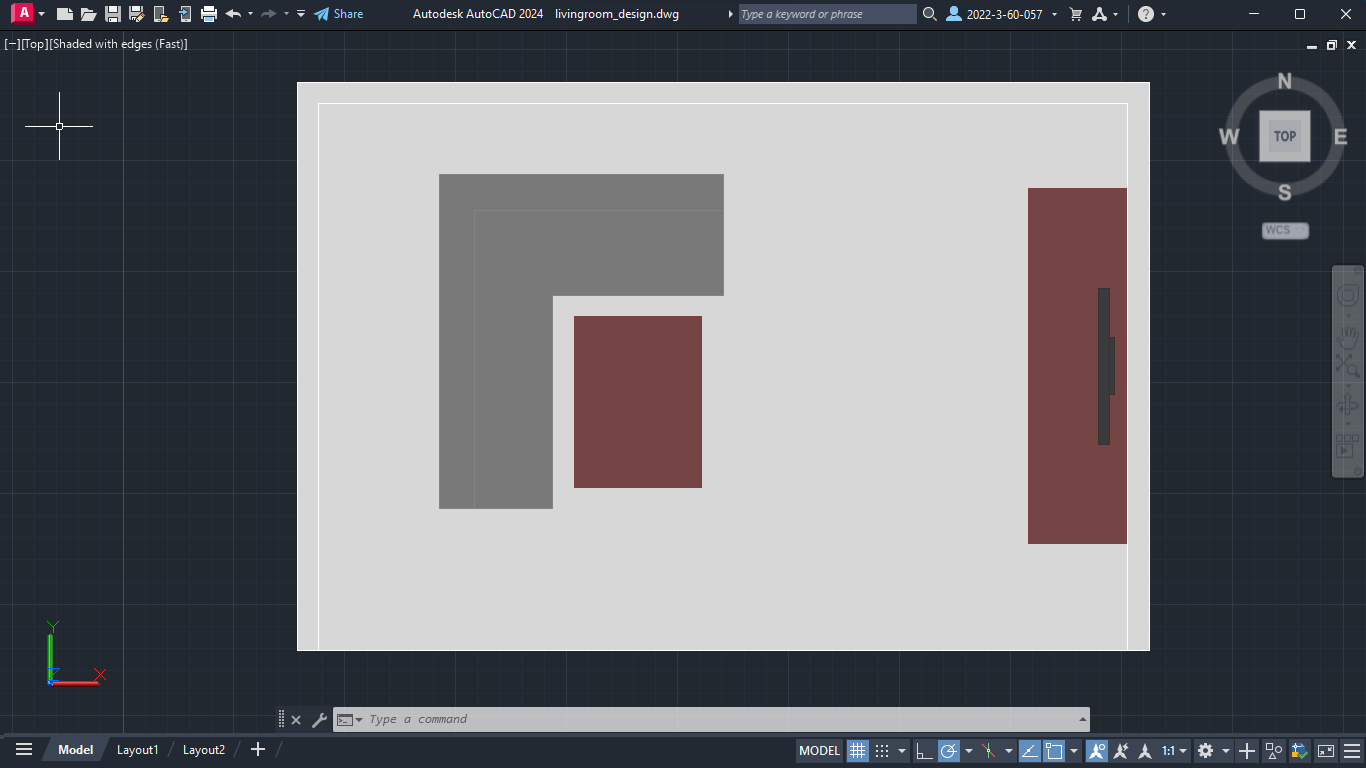 A Share Autodesk AutoCAD 2024 livingroom_design.dwg Type a keyword or phrase 2022-3-60-057 ?
[−][Top][Shaded with edges (Fast)]
N
W TOP E
S
WCS
Y
X
Type a command
Model Layout1 Layout2 MODEL 1:1